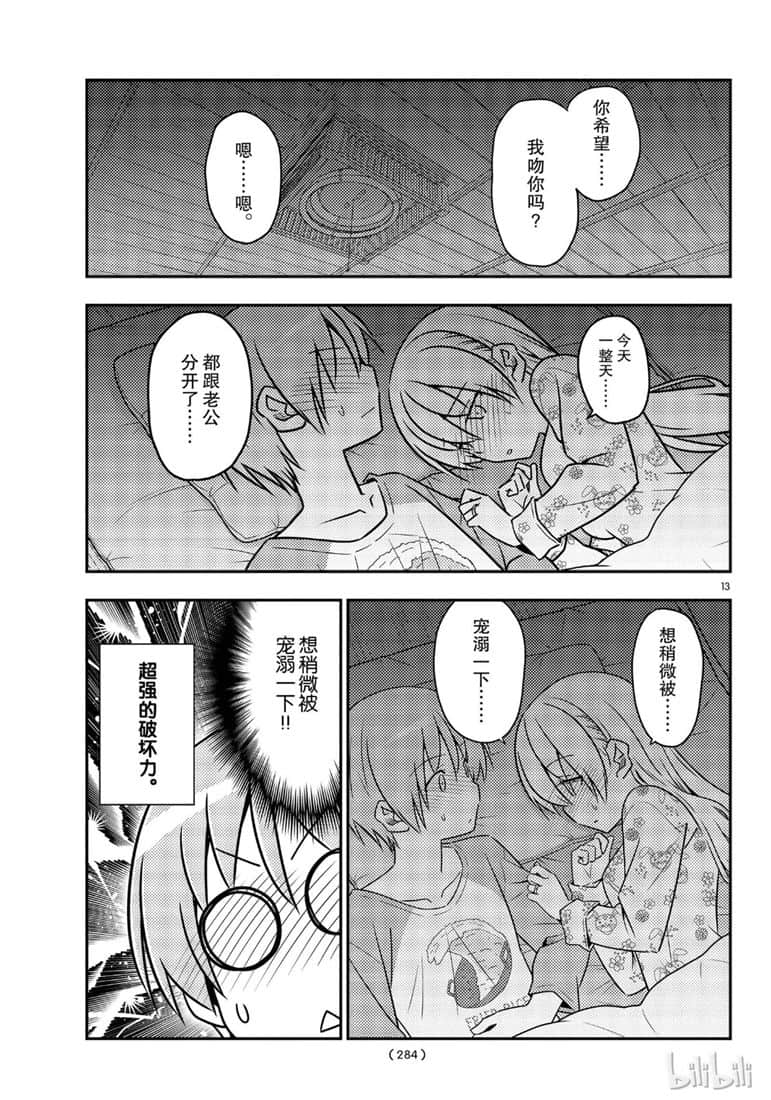 你希望……
我吻你吗？
嗯……嗯。
今天
一整天……
都跟老公
分开了……
13
想稍微被……
宠溺一下……
FRIED RICE
想稍微被
宠溺一下!!
超强的破坏力。
(284)
bilibili